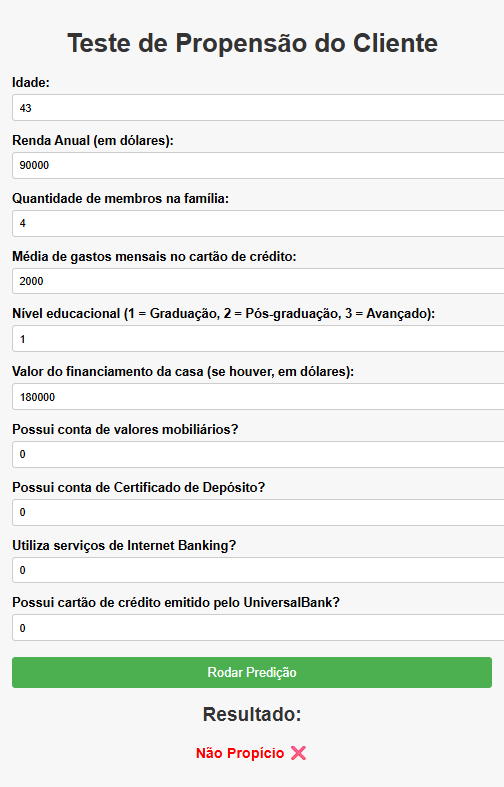 Teste de Propensão do Cliente
Idade:
43
Renda Anual (em dólares):
90000
Quantidade de membros na família:
4
Média de gastos mensais no cartão de crédito:
2000
Nível educacional (1 = Graduação, 2 = Pós-graduação, 3 = Avançado):
1
Valor do financiamento da casa (se houver, em dólares):
180000
Possui conta de valores mobiliários?
0
Possui conta de Certificado de Depósito?
0
Utiliza serviços de Internet Banking?
0
Possui cartão de crédito emitido pelo UniversalBank?
0
Rodar Predição
Resultado:
Não Propício ❌